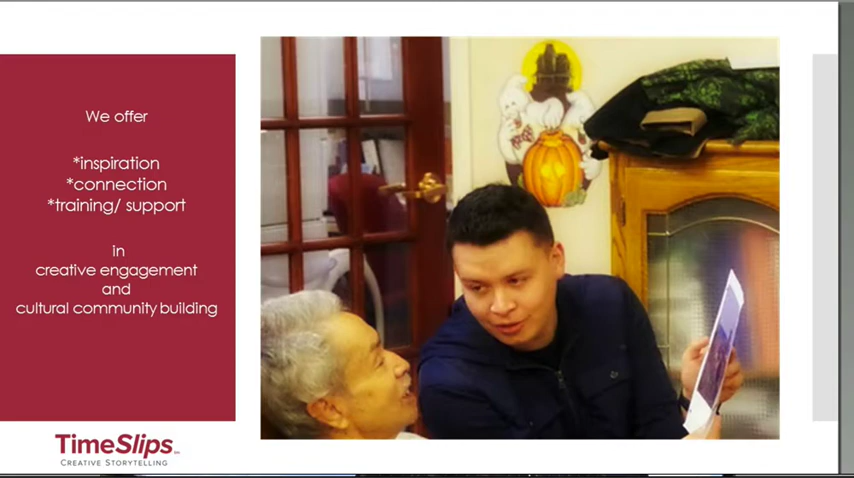 We offer
*inspiration
*connection
*training/ support
in
creative engagement
and
cultural community building
TimeSlips
CREATIVE STORYTELLING